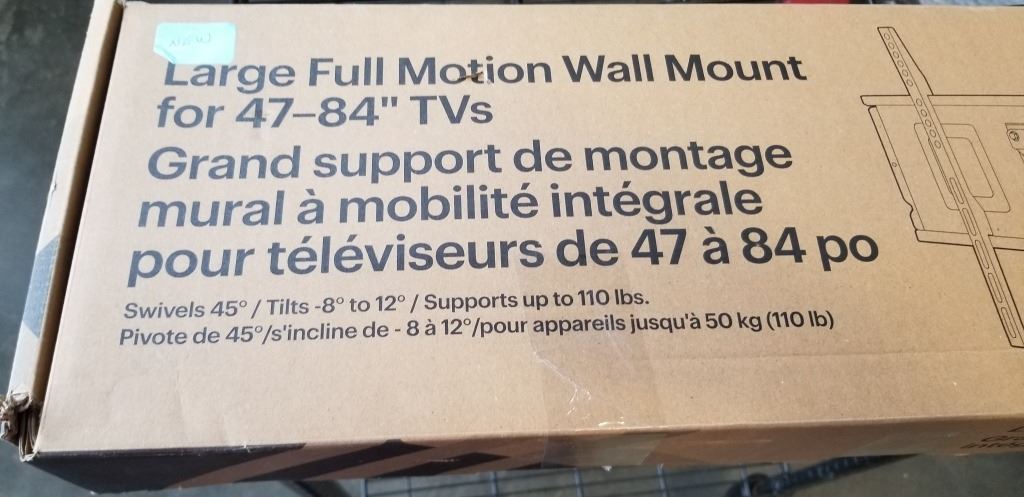 NEW
Large Full Motion Wall Mount
for 47–84" TVs
Grand support de montage
mural à mobilité intégrale
pour téléviseurs de 47 à 84 po
Swivels 45° / Tilts -8° to 12° / Supports up to 110 lbs.
Pivote de 45°/s'incline de - 8 à 12°/pour appareils jusqu'à 50 kg (110 lb)